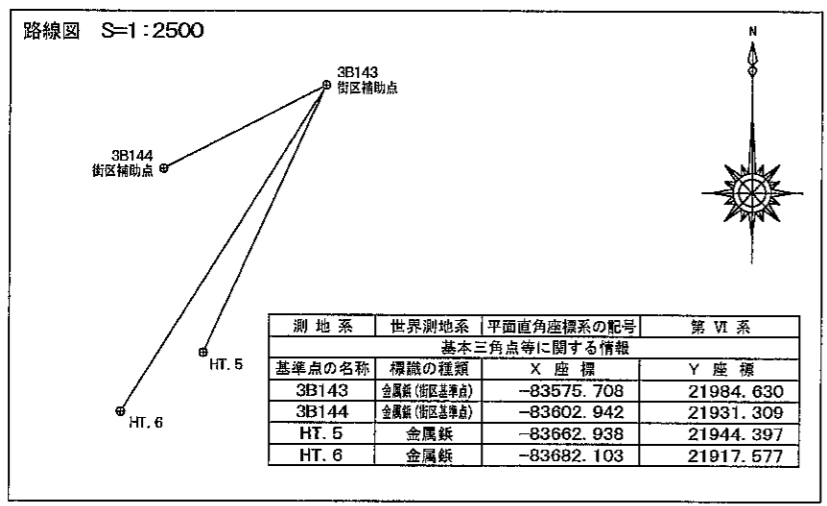 路線図 S=1:2500
N
3B143
街区補助点
3B144
街区補助点
HT. 5
HT. 6
測 地 系 世界測地系 平面直角座標系の記号 第 Ⅵ 系
基本三角点等に関する情報
基準点の名称 標識の種類 X 座 標 Y 座 標
3B143 金属鋲(街区基準点) -83575. 708 21984. 630
3B144 金属鋲(街区基準点) -83602. 942 21931. 309
HT. 5 金属鋲 -83662. 938 21944. 397
HT. 6 金属鋲 -83682. 103 21917. 577